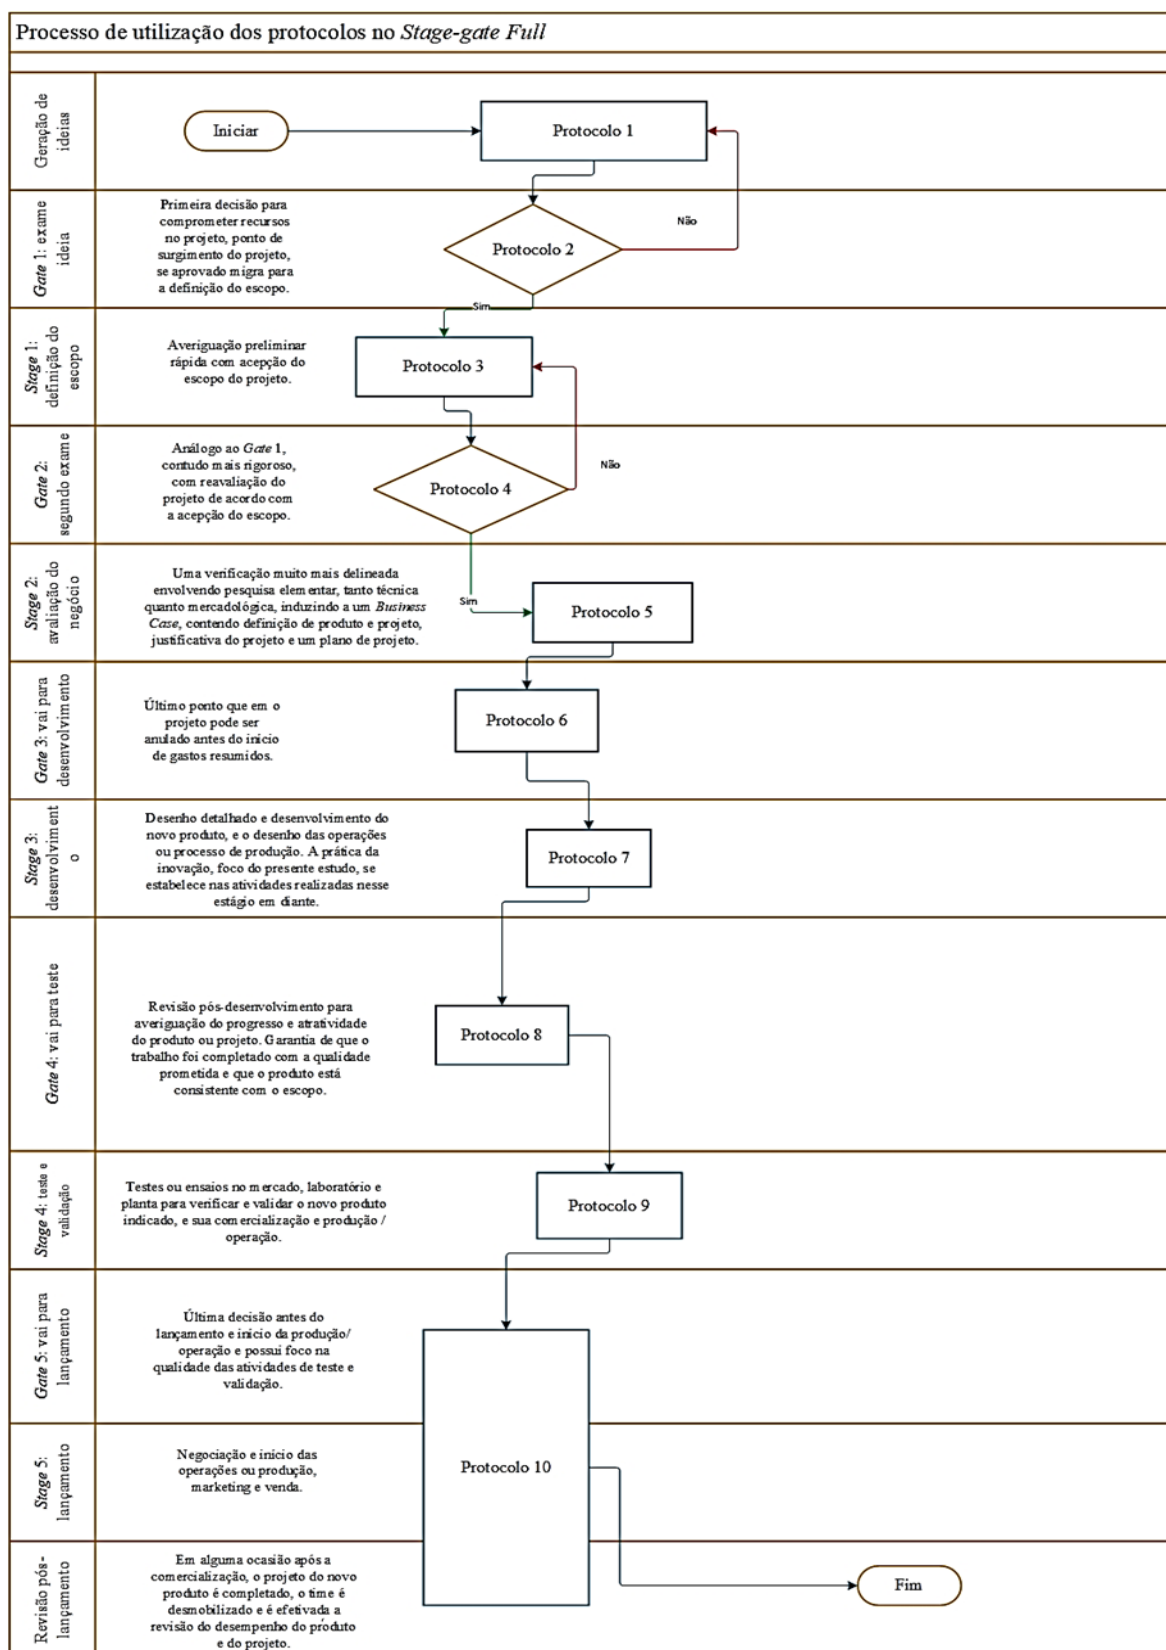 Processo de utilização dos protocolos no Stage-gate Full
Geração de
ideias
Iniciar
Protocolo 1
Gate 1: exame
ideia
Primeira decisão para
comprometer recursos
no projeto, ponto de
surgimento do projeto,
se aprovado migra para
a definição do escopo.
Protocolo 2
Não
Sim
Stage 1:
definição do
escopo
Averiguação preliminar
rápida com acepção do
escopo do projeto.
Protocolo 3
Gate 2:
segundo exame
Análogo ao Gate 1,
contudo mais rigoroso,
com reavaliação do
projeto de acordo com
a acepção do escopo.
Protocolo 4
Não
Sim
Stage 2:
avaliação do
negócio
Uma verificação muito mais delineada
envolvendo pesquisa elementar, tanto técnica
quanto mercadológica, induzindo a um Business
Case, contendo definição de produto e projeto,
justificativa do projeto e um plano de projeto.
Protocolo 5
Gate 3: vai para
desenvolvimento
Último ponto que em o
projeto pode ser
anulado antes do início
de gastos resumidos.
Protocolo 6
Stage 3:
desenvolviment
o
Desenho detalhado e desenvolvimento do
novo produto, e o desenho das operações
ou processo de produção. A prática da
inovação, foco do presente estudo, se
estabelece nas atividades realizadas nesse
estágio em diante.
Protocolo 7
Gate 4: vai para teste
Revisão pós-desenvolvimento para
averiguação do progresso e atratividade
do produto ou projeto. Garantia de que o
trabalho foi completado com a qualidade
prometida e que o produto está
consistente com o escopo.
Protocolo 8
Stage 4: teste e
validação
Testes ou ensaios no mercado, laboratório e
planta para verificar e validar o novo produto
indicado, e sua comercialização e produção /
operação.
Protocolo 9
Gate 5: vai para
lançamento
Última decisão antes do
lançamento e início da produção/
operação e possui foco na
qualidade das atividades de teste e
validação.
Stage 5:
lançamento
Negociação e início das
operações ou produção,
marketing e venda.
Protocolo 10
Revisão pós-
lançamento
Em alguma ocasião após a
comercialização, o projeto do novo
produto é completado, o time é
desmobilizado e é efetivada a
revisão do desempenho do produto
e do projeto.
Fim